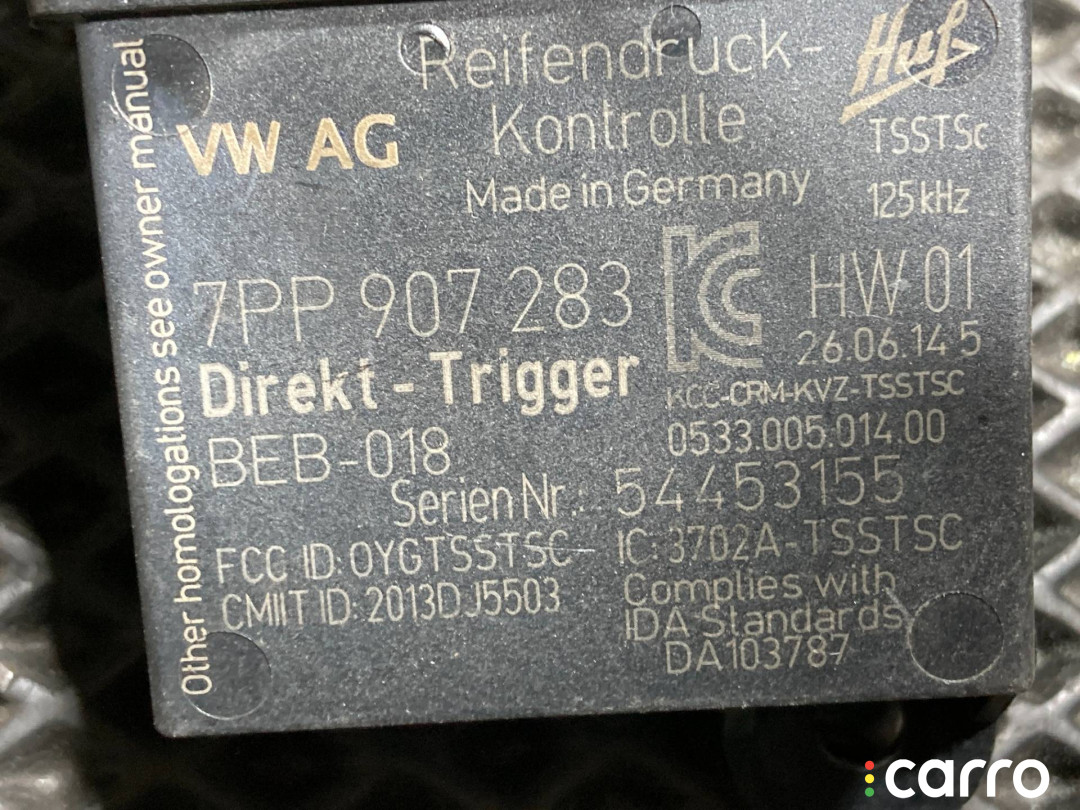 Other homologations see owner manual
Reifendruck-
Kontrolle
Huf
VW AG
TSSTSc
Made in Germany
125kHz
7PP 907 283
KC
HW 01
26.06.14 5
Direkt - Trigger
KCC-CRM-KVZ-TSSTSC
0533.005.014.00
BEB-018
Serien Nr.: 54453155
FCC ID: OYGTSSTSC IC: 3702A-TSSTSC
CMIIT ID: 2013DJ5503
Complies with
IDA Standards
DA103787
carro